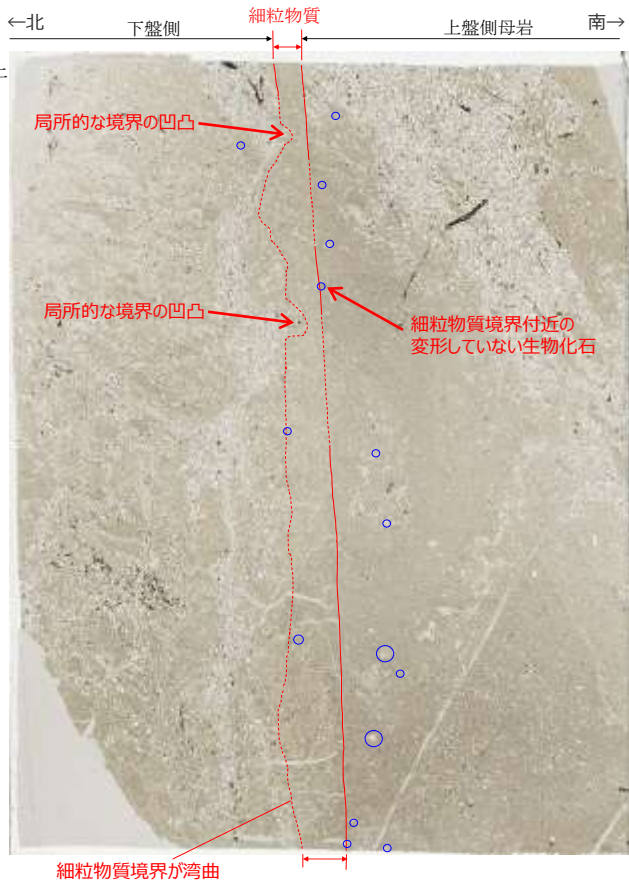 細粒物質
←北
下盤側
上盤側母岩
南→
上
局所的な境界の凹凸
局所的な境界の凹凸
細粒物質境界付近の
変形していない生物化石
細粒物質境界が湾曲